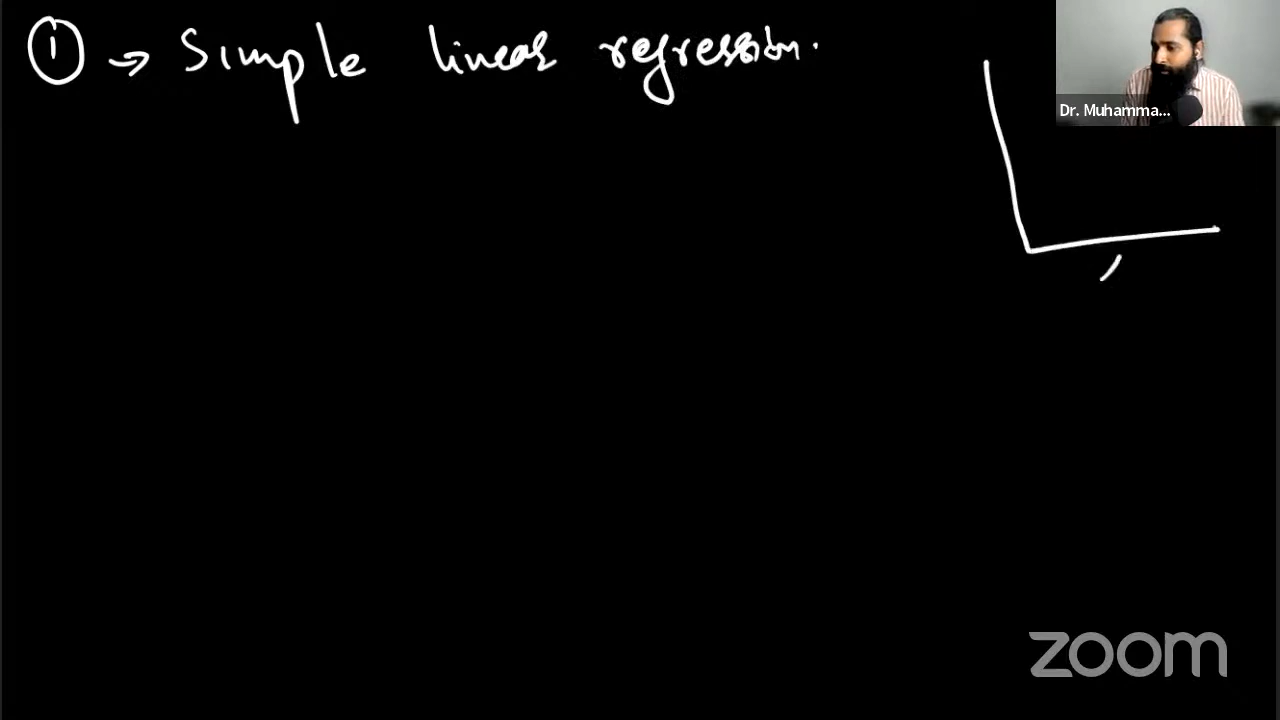 ① → Simple linear regression.
Dr. Muhamma...
zoom